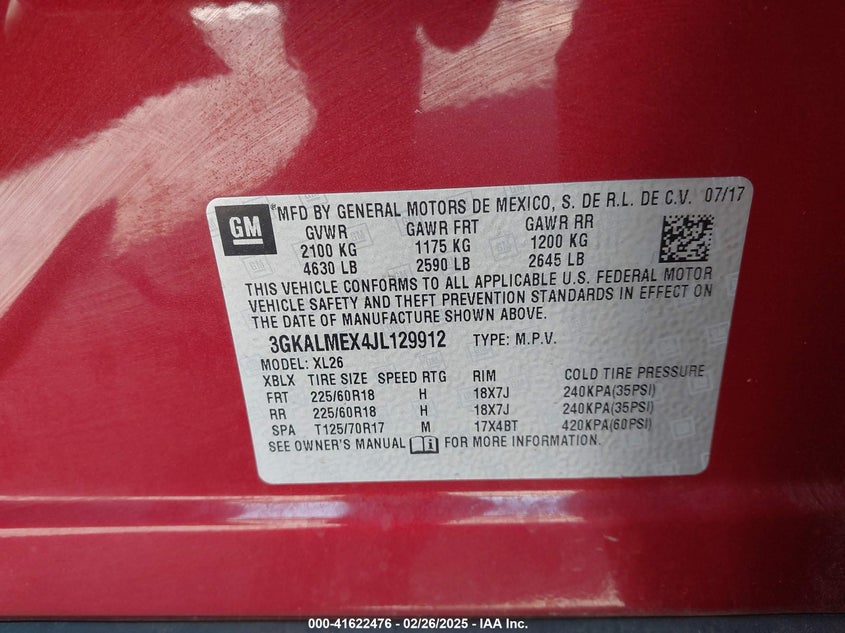 GM
®MFD BY GENERAL MOTORS DE MEXICO, S. DE R.L. DE C.V. 07/17
GVWR GAWR FRT GAWR RR
2100 KG 1175 KG 1200 KG
4630 LB 2590 LB 2645 LB
THIS VEHICLE CONFORMS TO ALL APPLICABLE U.S. FEDERAL MOTOR
VEHICLE SAFETY AND THEFT PREVENTION STANDARDS IN EFFECT ON
THE DATE OF MANUFACTURE SHOWN ABOVE.
3GKALMEX4JL129912 TYPE: M.P.V.
MODEL: XL26
XBLX TIRE SIZE SPEED RTG RIM COLD TIRE PRESSURE
FRT 225/60R18 H 18X7J 240KPA(35PSI)
RR 225/60R18 H 18X7J 240KPA(35PSI)
SPA T125/70R17 M 17X4BT 420KPA(60PSI)
SEE OWNER'S MANUAL i FOR MORE INFORMATION.
000-41622476 - 02/26/2025 - IAA Inc.